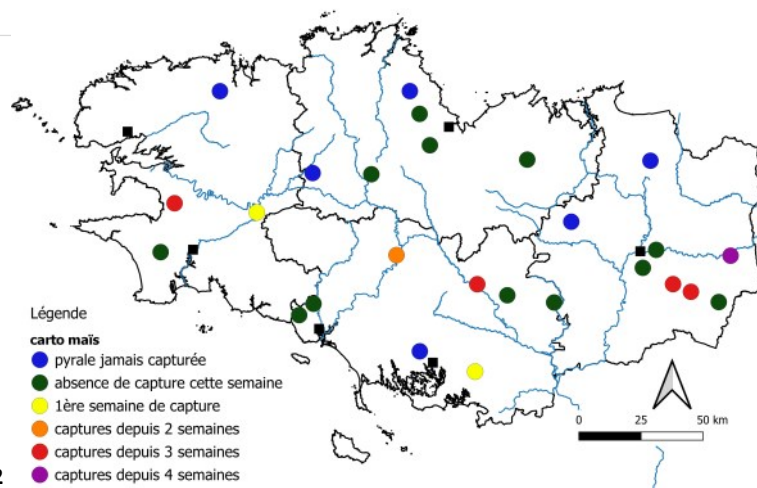 Légende
carto maïs
pyrale jamais capturée
absence de capture cette semaine
1ère semaine de capture
captures depuis 2 semaines
captures depuis 3 semaines
captures depuis 4 semaines
0 25 50 km
2